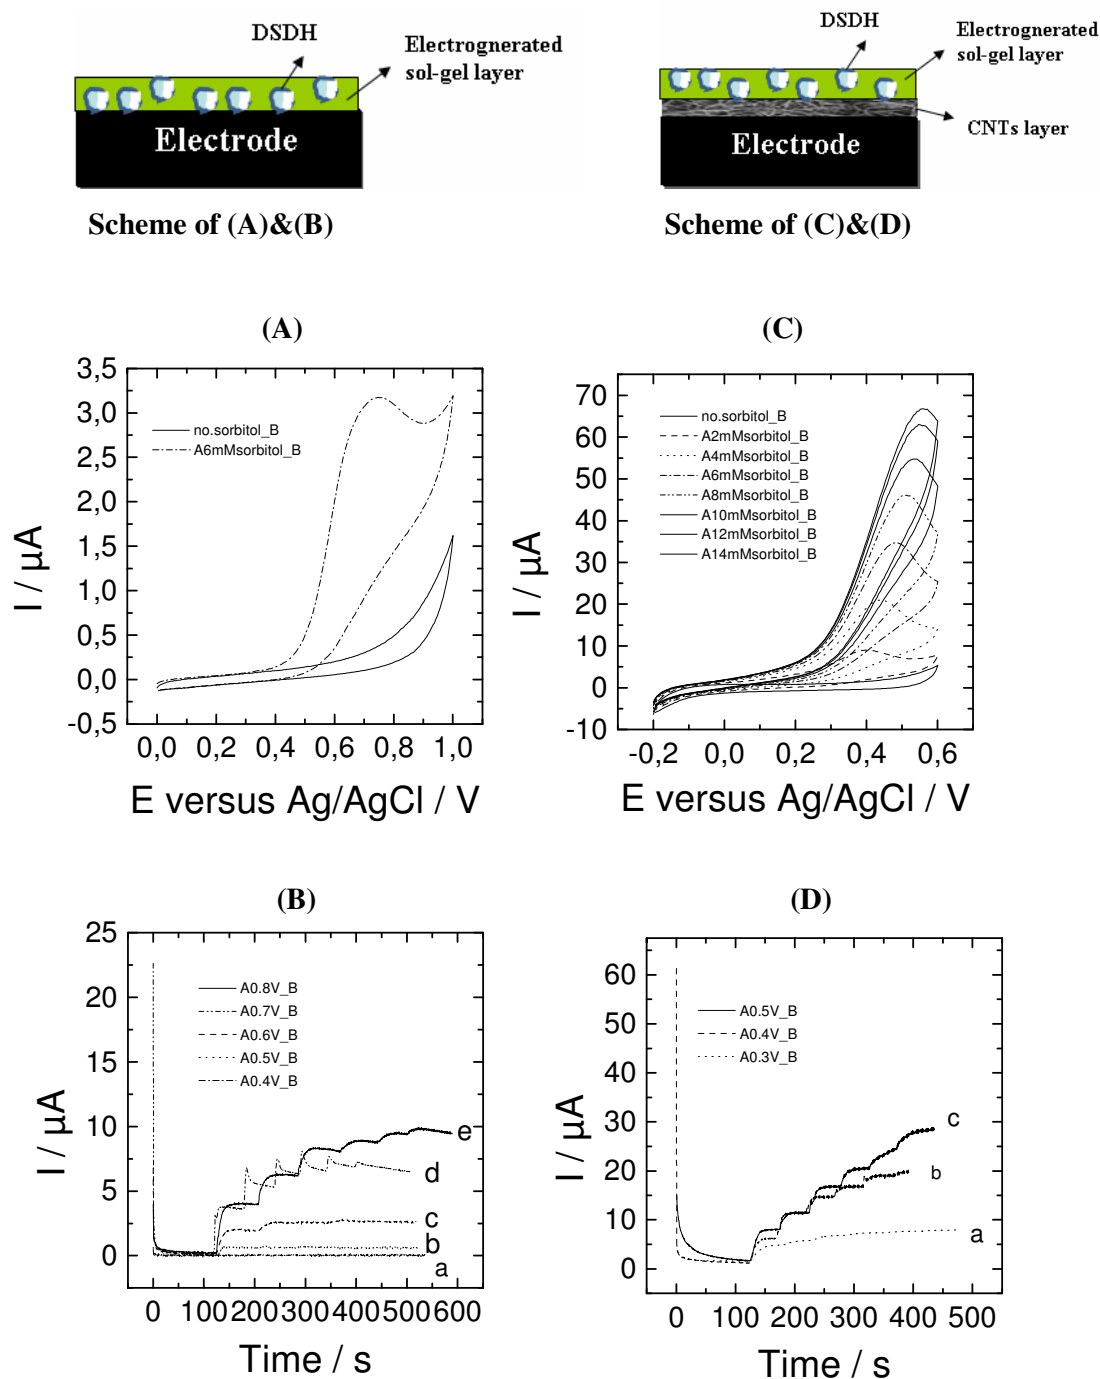 DSDH
Electrognerated
sol-gel layer
Electrode
Scheme of (A)&(B)
DSDH
Electrognerated
sol-gel layer
CNTs layer
Electrode
Scheme of (C)&(D)
(A)
3,5
3,0
2,5
2,0
1,5
1,0
0,5
0,0
-0,5
I / µA
no.sorbitol_B
A6mMsorbitol_B
0,0 0,2 0,4 0,6 0,8 1,0
E versus Ag/AgCl / V
(C)
70
60
50
40
30
20
10
0
-10
I / µA
no.sorbitol_B
A2mMsorbitol_B
A4mMsorbitol_B
A6mMsorbitol_B
A8mMsorbitol_B
A10mMsorbitol_B
A12mMsorbitol_B
A14mMsorbitol_B
-0,2 0,0 0,2 0,4 0,6
E versus Ag/AgCl / V
(B)
25
20
15
10
5
0
I / µA
A0.8V_B
A0.7V_B
A0.6V_B
A0.5V_B
A0.4V_B
e
d
c
b
a
0 100 200 300 400 500 600
Time / s
(D)
60
50
40
30
20
10
0
I / µA
A0.5V_B
A0.4V_B
A0.3V_B
c
b
a
0 100 200 300 400 500
Time / s